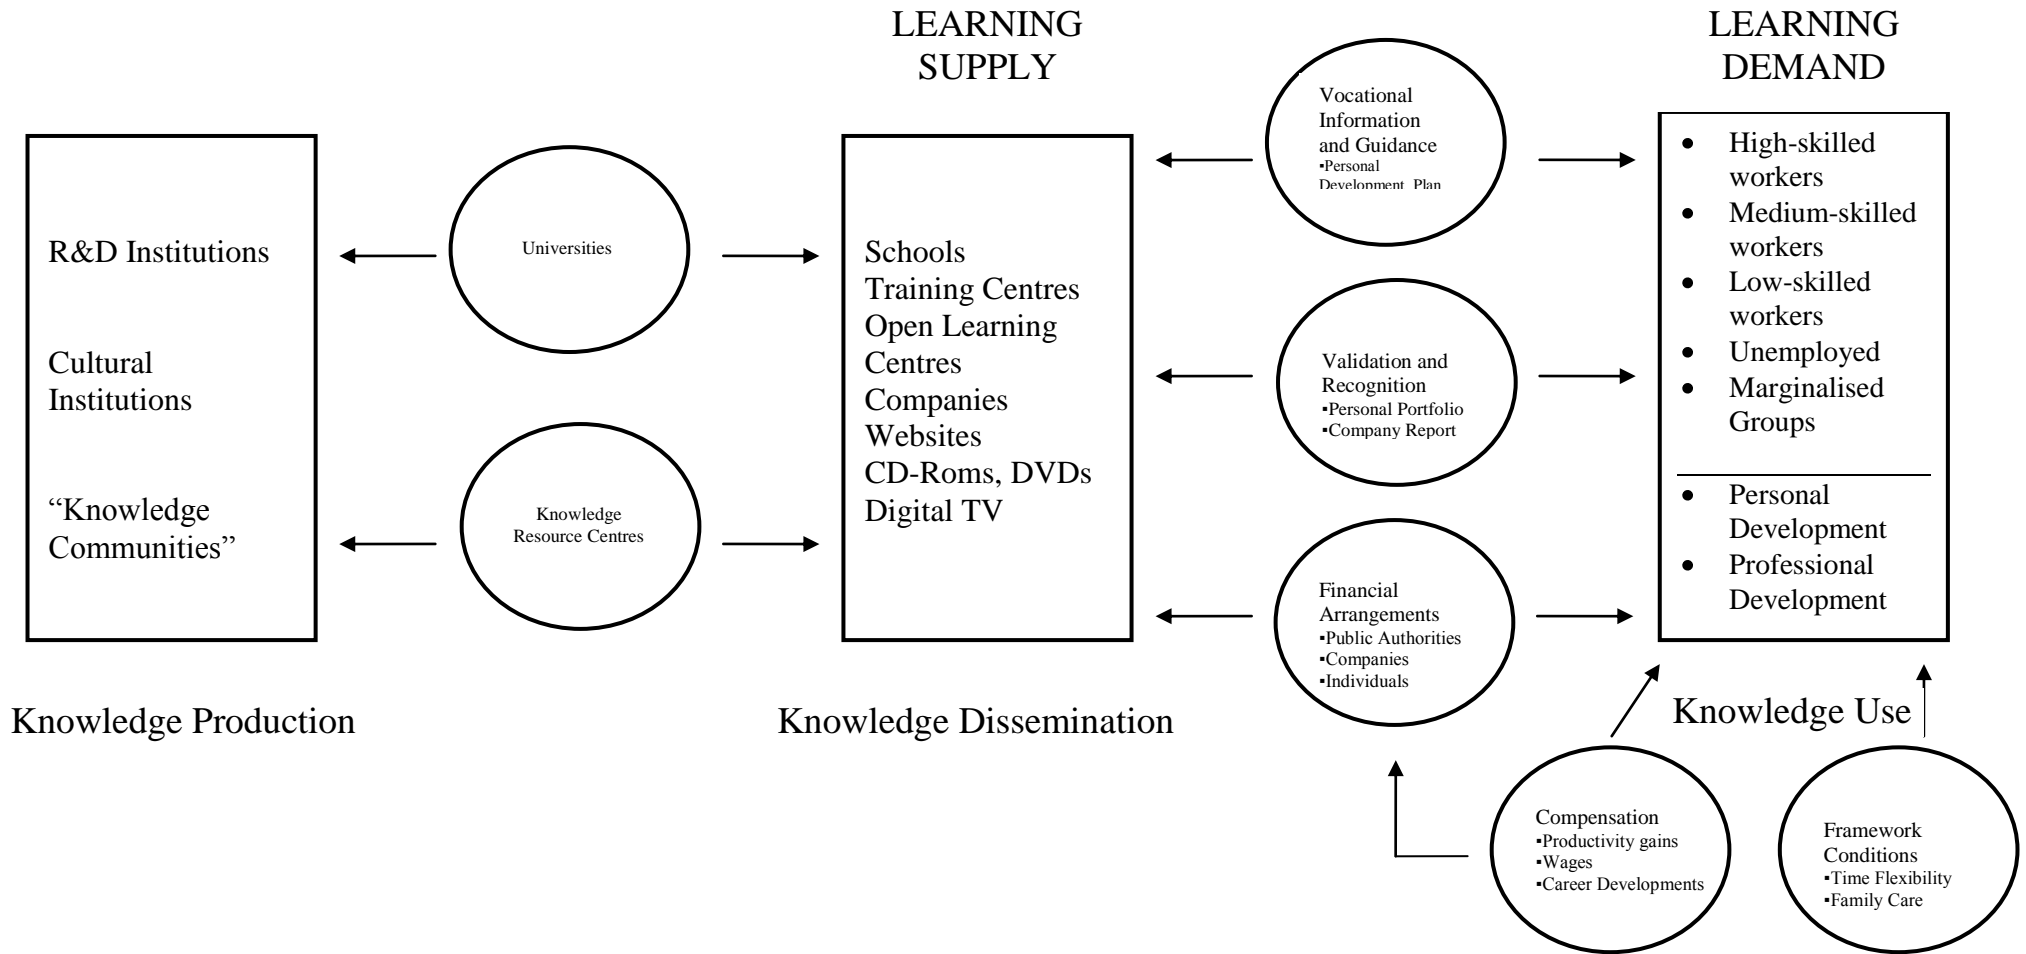 LEARNING
SUPPLY
LEARNING
DEMAND
R&D Institutions
Cultural
Institutions
“Knowledge
Communities”
Knowledge Production
Universities
Knowledge
Resource Centres
Schools
Training Centres
Open Learning
Centres
Companies
Websites
CD-Roms, DVDs
Digital TV
Knowledge Dissemination
Vocational
Information
and Guidance
▪Personal
Development Plan
Validation and
Recognition
▪Personal Portfolio
▪Company Report
Financial
Arrangements
▪Public Authorities
▪Companies
▪Individuals
• High-skilled
workers
• Medium-skilled
workers
• Low-skilled
workers
• Unemployed
• Marginalised
Groups
• Personal
Development
• Professional
Development
Knowledge Use
Compensation
▪Productivity gains
▪Wages
▪Career Developments
Framework
Conditions
▪Time Flexibility
▪Family Care